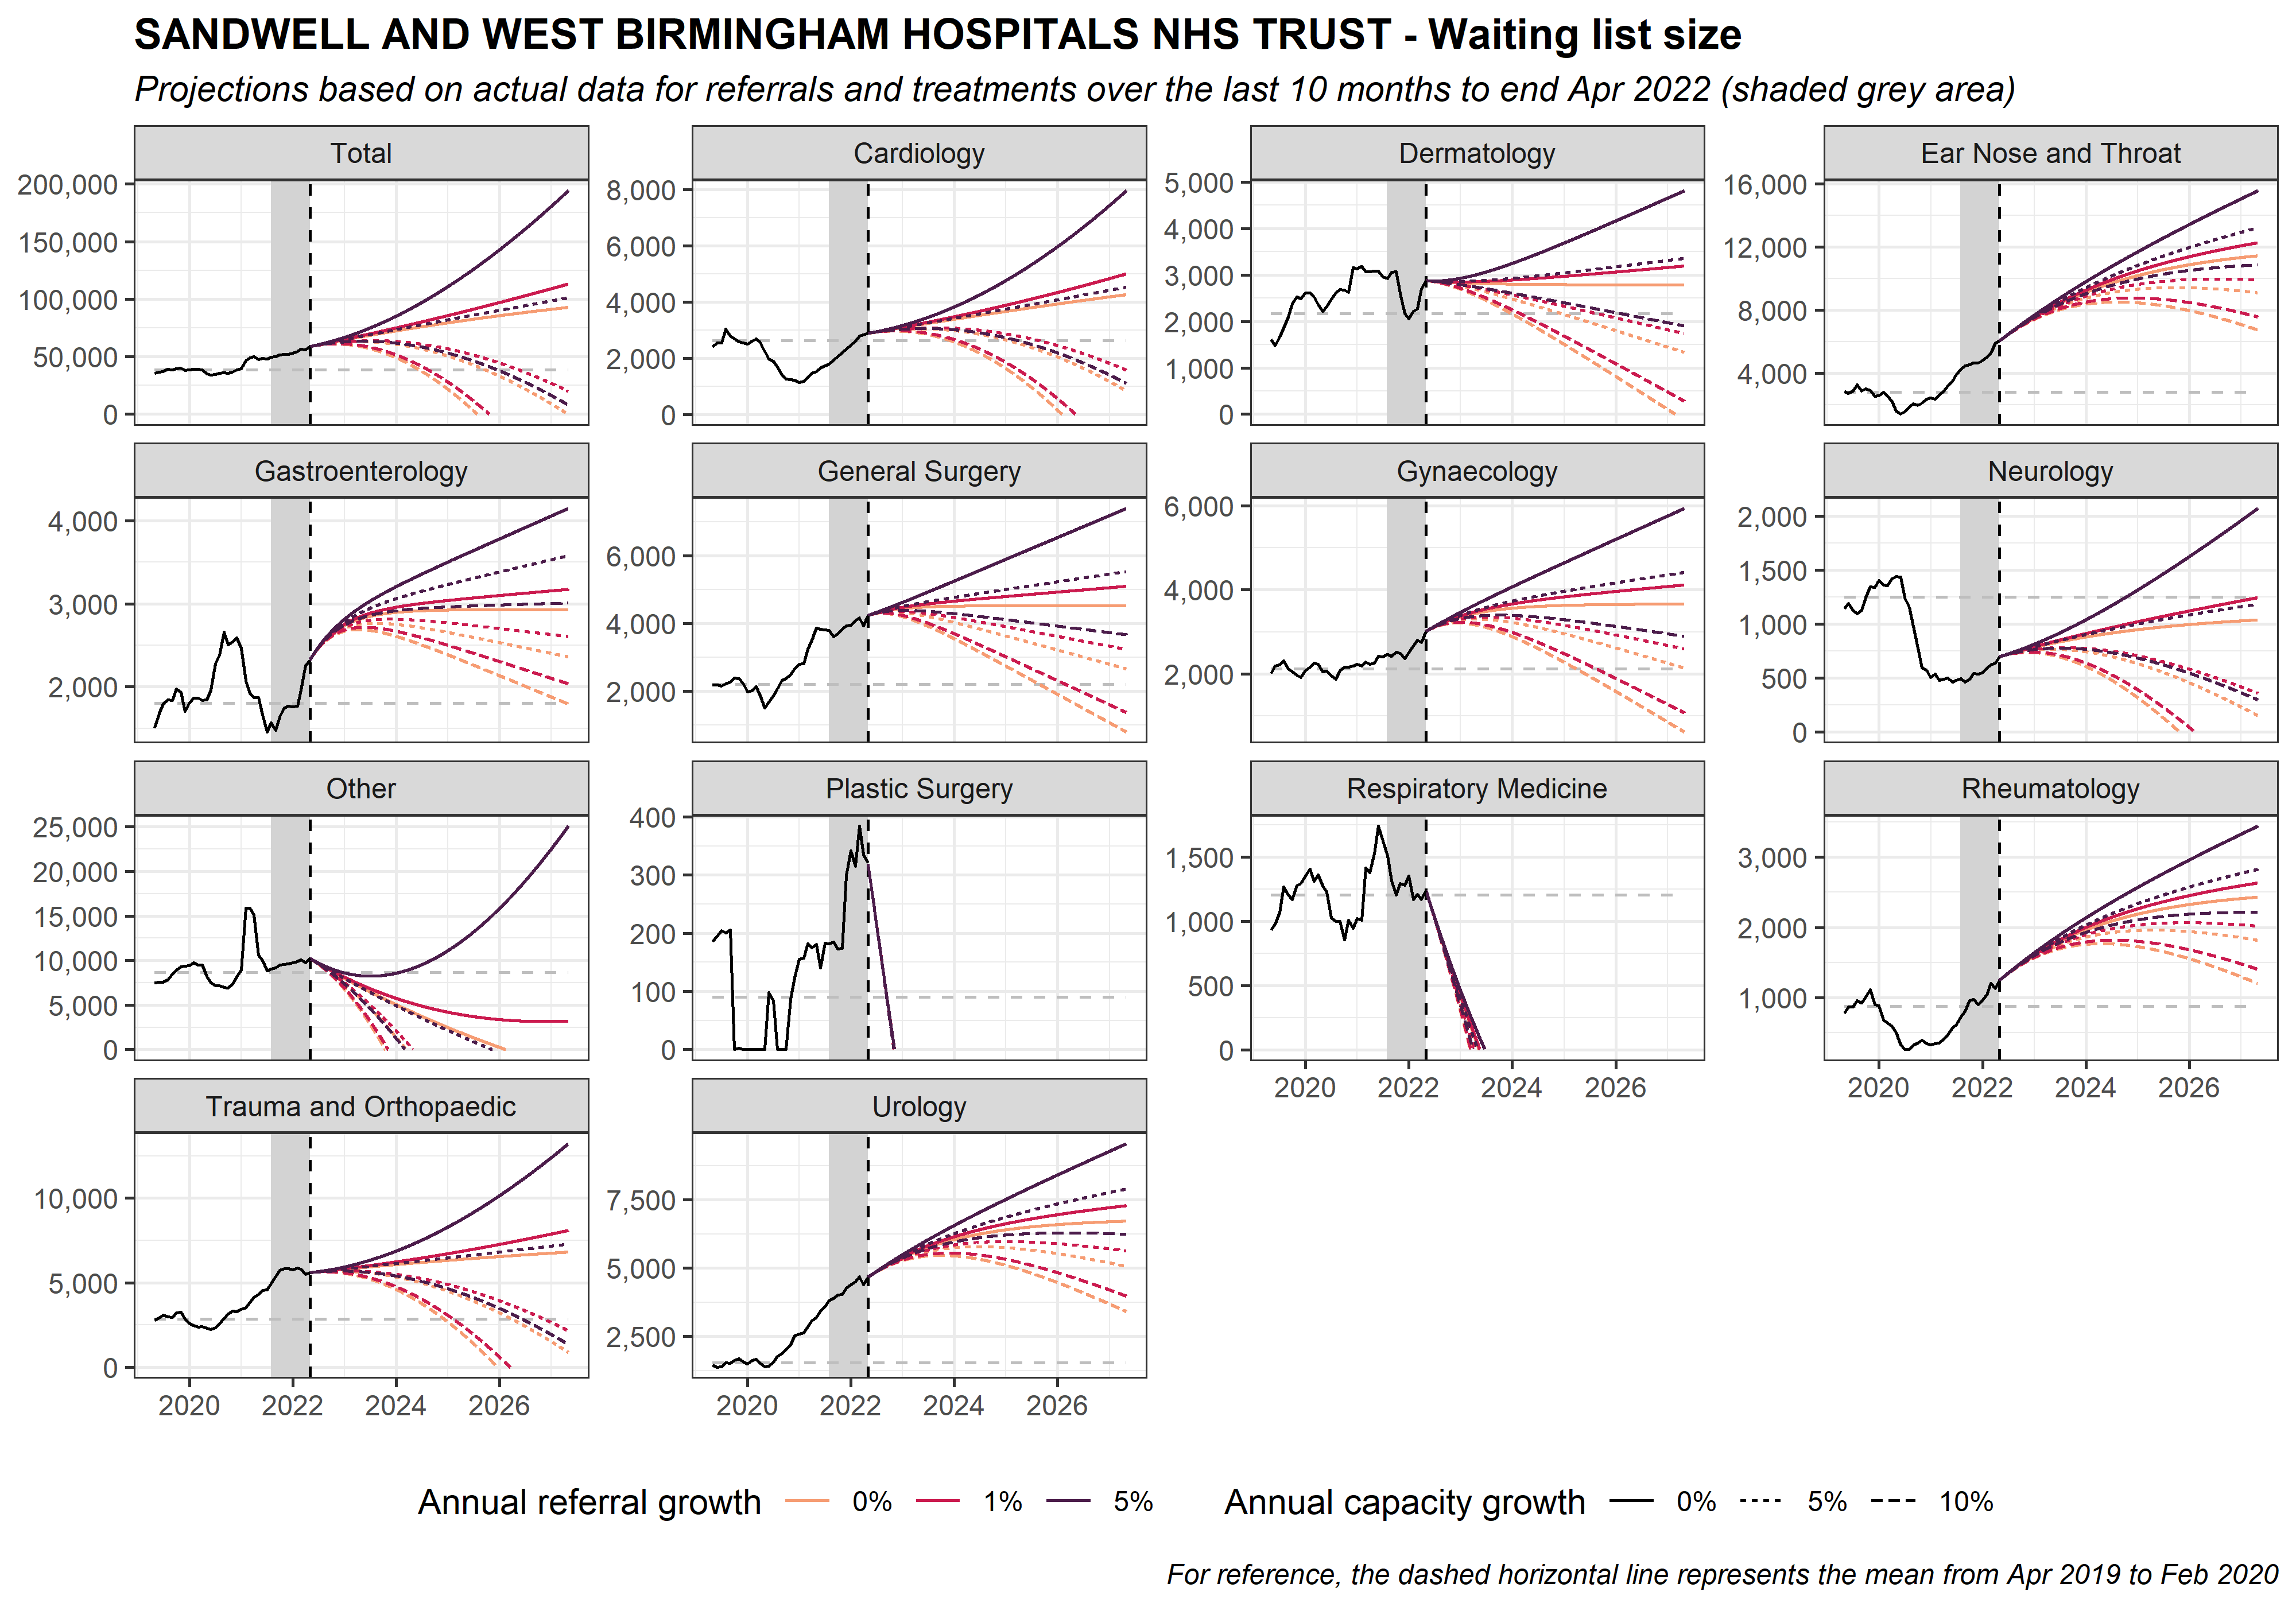 SANDWELL AND WEST BIRMINGHAM HOSPITALS NHS TRUST - Waiting list size
Projections based on actual data for referrals and treatments over the last 10 months to end Apr 2022 (shaded grey area)
Total
200,000
150,000
100,000
50,000
0
Cardiology
8,000
6,000
4,000
2,000
0
Dermatology
5,000
4,000
3,000
2,000
1,000
0
Ear Nose and Throat
16,000
12,000
8,000
4,000
Gastroenterology
4,000
3,000
2,000
General Surgery
6,000
4,000
2,000
Gynaecology
6,000
4,000
2,000
Neurology
2,000
1,500
1,000
500
0
Other
25,000
20,000
15,000
10,000
5,000
0
Plastic Surgery
400
300
200
100
0
Respiratory Medicine
1,500
1,000
500
0
2020 2022 2024 2026
Rheumatology
3,000
2,000
1,000
2020 2022 2024 2026
Trauma and Orthopaedic
10,000
5,000
0
2020 2022 2024 2026
Urology
7,500
5,000
2,500
2020 2022 2024 2026
Annual referral growth 0% 1% 5% Annual capacity growth 0% 5% 10%
For reference, the dashed horizontal line represents the mean from Apr 2019 to Feb 2020